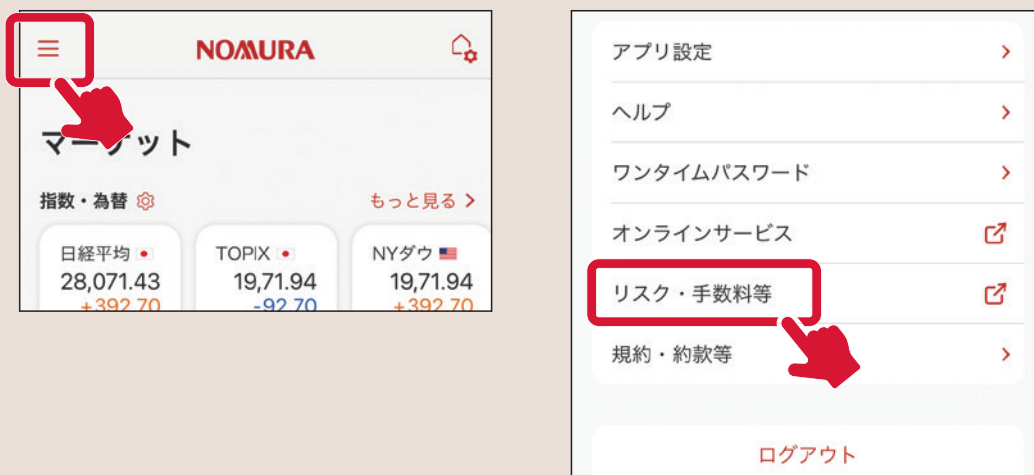 NOMURA
マーケット
指数・為替
もっと見る
日経平均
28,071.43
+392.70
TOPIX
19,71.94
-92.70
NYダウ
19,71.94
+392.70
アプリ設定
ヘルプ
ワンタイムパスワード
オンラインサービス
リスク・手数料等
規約・約款等
ログアウト